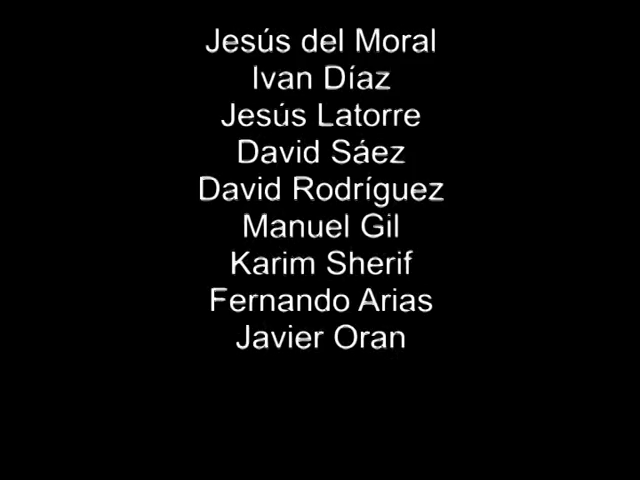 Jesús del Moral
Ivan Díaz
Jesús Latorre
David Sáez
David Rodríguez
Manuel Gil
Karim Sherif
Fernando Arias
Javier Oran